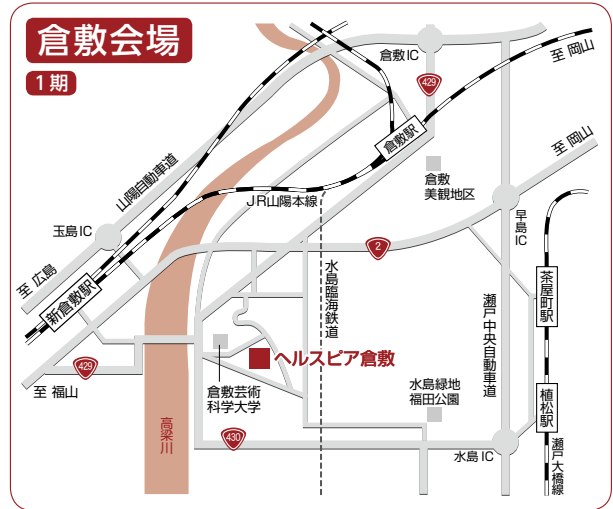 倉敷会場
1期
倉敷IC
至 岡山
429
倉敷駅
山陽自動車道
倉敷
美観地区
至 岡山
JR山陽本線
玉島IC
早島IC
2
至 広島
新倉敷駅
水島臨海鉄道
瀬戸中央自動車道
茶屋町駅
ヘルスピア倉敷
429
至 福山
倉敷芸術
科学大学
水島緑地
福田公園
植松駅
高梁川
430
水島IC
瀬戸大橋線